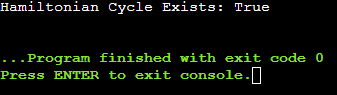 Hamiltonian Cycle Exists: True
...Program finished with exit code 0
Press ENTER to exit console.